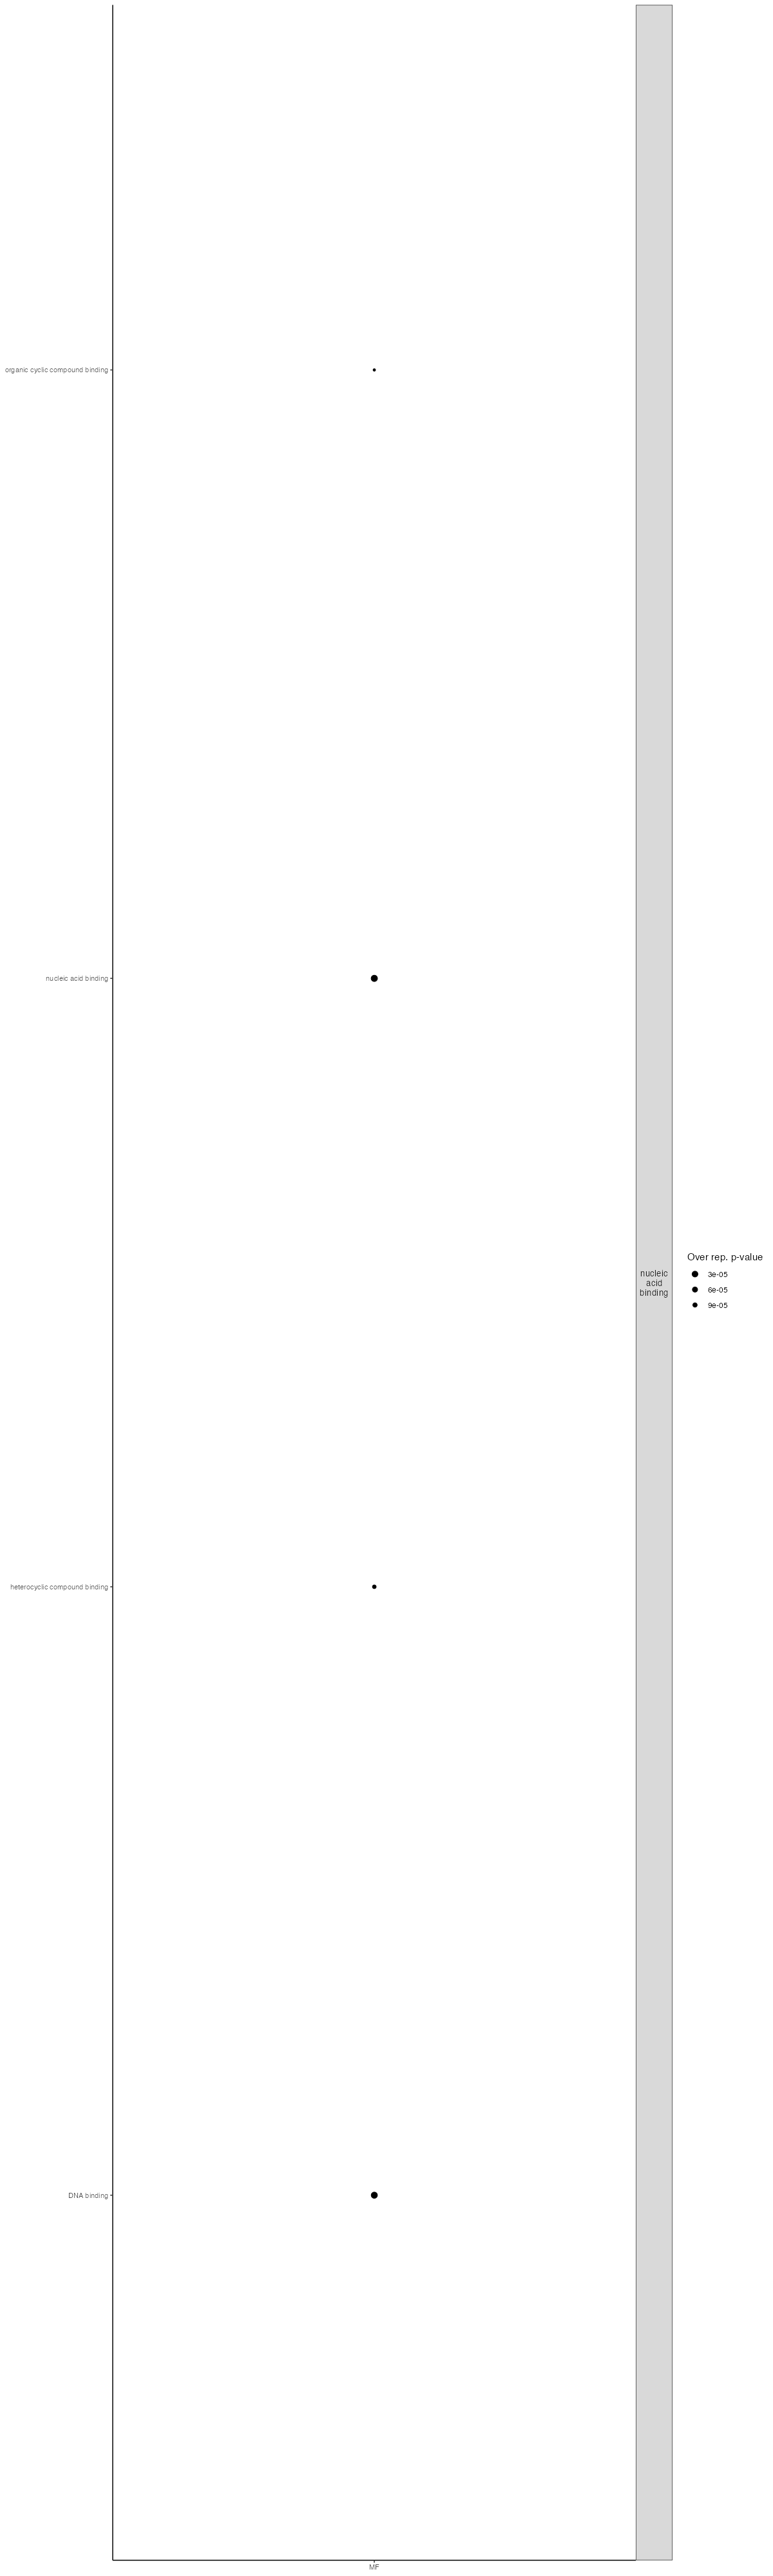 organic cyclic compound binding
nucleic acid binding
heterocyclic compound binding
DNA binding
MF
nucleic
acid
binding
Over rep. p-value
3e-05
6e-05
9e-05